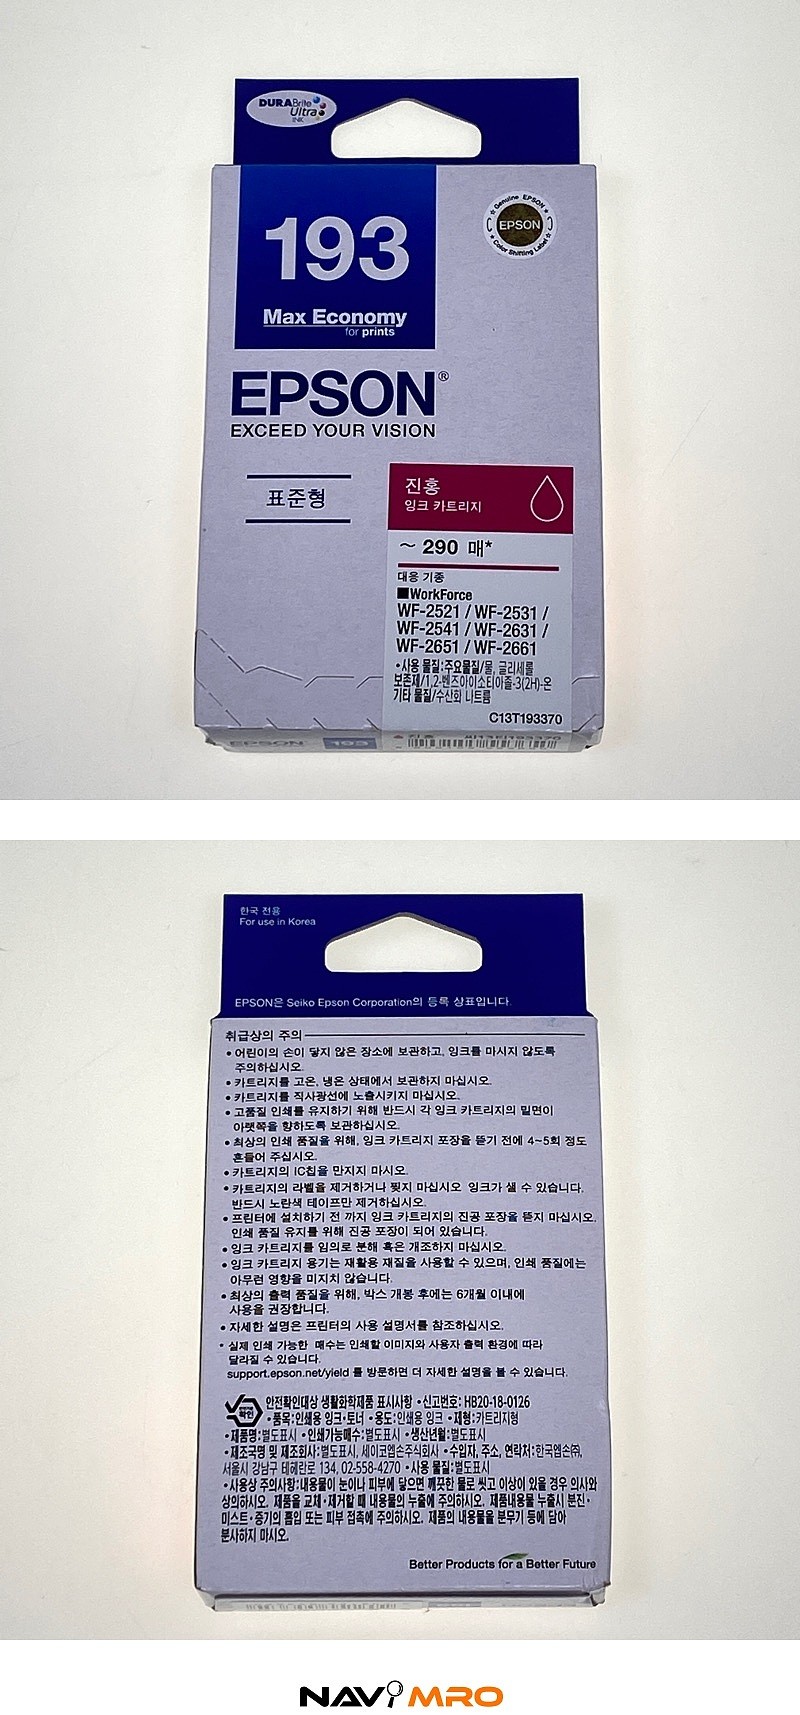 DURABrite
Ultra
INK
193
Max Economy
for prints
Genuine EPSON
EPSON
Color Shifting Label
EPSON®
EXCEED YOUR VISION
표준형
진홍
잉크 카트리지
~ 290 매*
대응 기종
■WorkForce
WF-2521 / WF-2531 /
WF-2541 / WF-2631 /
WF-2651 / WF-2661
•사용 물질:주요물질/물, 글리세롤
보존제/1,2-벤즈아이소티아졸-3(2H)-온
기타 물질/수산화 나트륨
C13T193370
EPSON 193 진홍
한국 전용
For use in Korea
EPSON은 Seiko Epson Corporation의 등록 상표입니다.
취급상의 주의
•어린이의 손이 닿지 않은 장소에 보관하고, 잉크를 마시지 않도록
주의하십시오.
•카트리지를 고온, 냉온 상태에서 보관하지 마십시오.
•카트리지를 직사광선에 노출시키지 마십시오.
•고품질 인쇄를 유지하기 위해 반드시 각 잉크 카트리지의 밑면이
아랫쪽을 향하도록 보관하십시오.
•최상의 인쇄 품질을 위해, 잉크 카트리지 포장을 뜯기 전에 4~5회 정도
흔들어 주십시오.
•카트리지의 IC칩을 만지지 마시오.
•카트리지의 라벨을 제거하거나 찢지 마십시오 잉크가 샐 수 있습니다.
반드시 노란색 테이프만 제거하십시오.
•프린터에 설치하기 전 까지 잉크 카트리지의 진공 포장을 뜯지 마십시오.
인쇄 품질 유지를 위해 진공 포장이 되어 있습니다.
•잉크 카트리지를 임의로 분해 혹은 개조하지 마십시오.
•잉크 카트리지 용기는 재활용 재질을 사용할 수 있으며, 인쇄 품질에는
아무런 영향을 미치지 않습니다.
•최상의 출력 품질을 위해, 박스 개봉 후에는 6개월 이내에
사용을 권장합니다.
•자세한 설명은 프린터의 사용 설명서를 참조하십시오.
* 실제 인쇄 가능한 매수는 인쇄할 이미지와 사용자 출력 환경에 따라
달라질 수 있습니다.
support.epson.net/yield 를 방문하면 더 자세한 설명을 볼 수 있습니다.
확인
안전확인대상 생활화학제품 표시사항 •신고번호: HB20-18-0126
•품목:인쇄용 잉크·토너 •용도:인쇄용 잉크 •제형:카트리지형
•제품명:별도표시 •인쇄가능매수:별도표시 •생산년월:별도표시
•제조국명 및 제조회사:별도표시, 세이코엡손주식회사 •수입자, 주소, 연락처:한국엡손㈜,
서울시 강남구 테헤란로 134, 02-558-4270 •사용 물질:별도표시
•사용상 주의사항:내용물이 눈이나 피부에 닿으면 깨끗한 물로 씻고 이상이 있을 경우 의사와
상의하시오. 제품을 교체·제거할 때 내용물의 누출에 주의하시오. 제품내용물 누출시 분진·
미스트·증기의 흡입 또는 피부 접촉에 주의하시오. 제품의 내용물을 분무기 등에 담아
분사하지 마시오.
Better Products for a Better Future
NAVI MRO